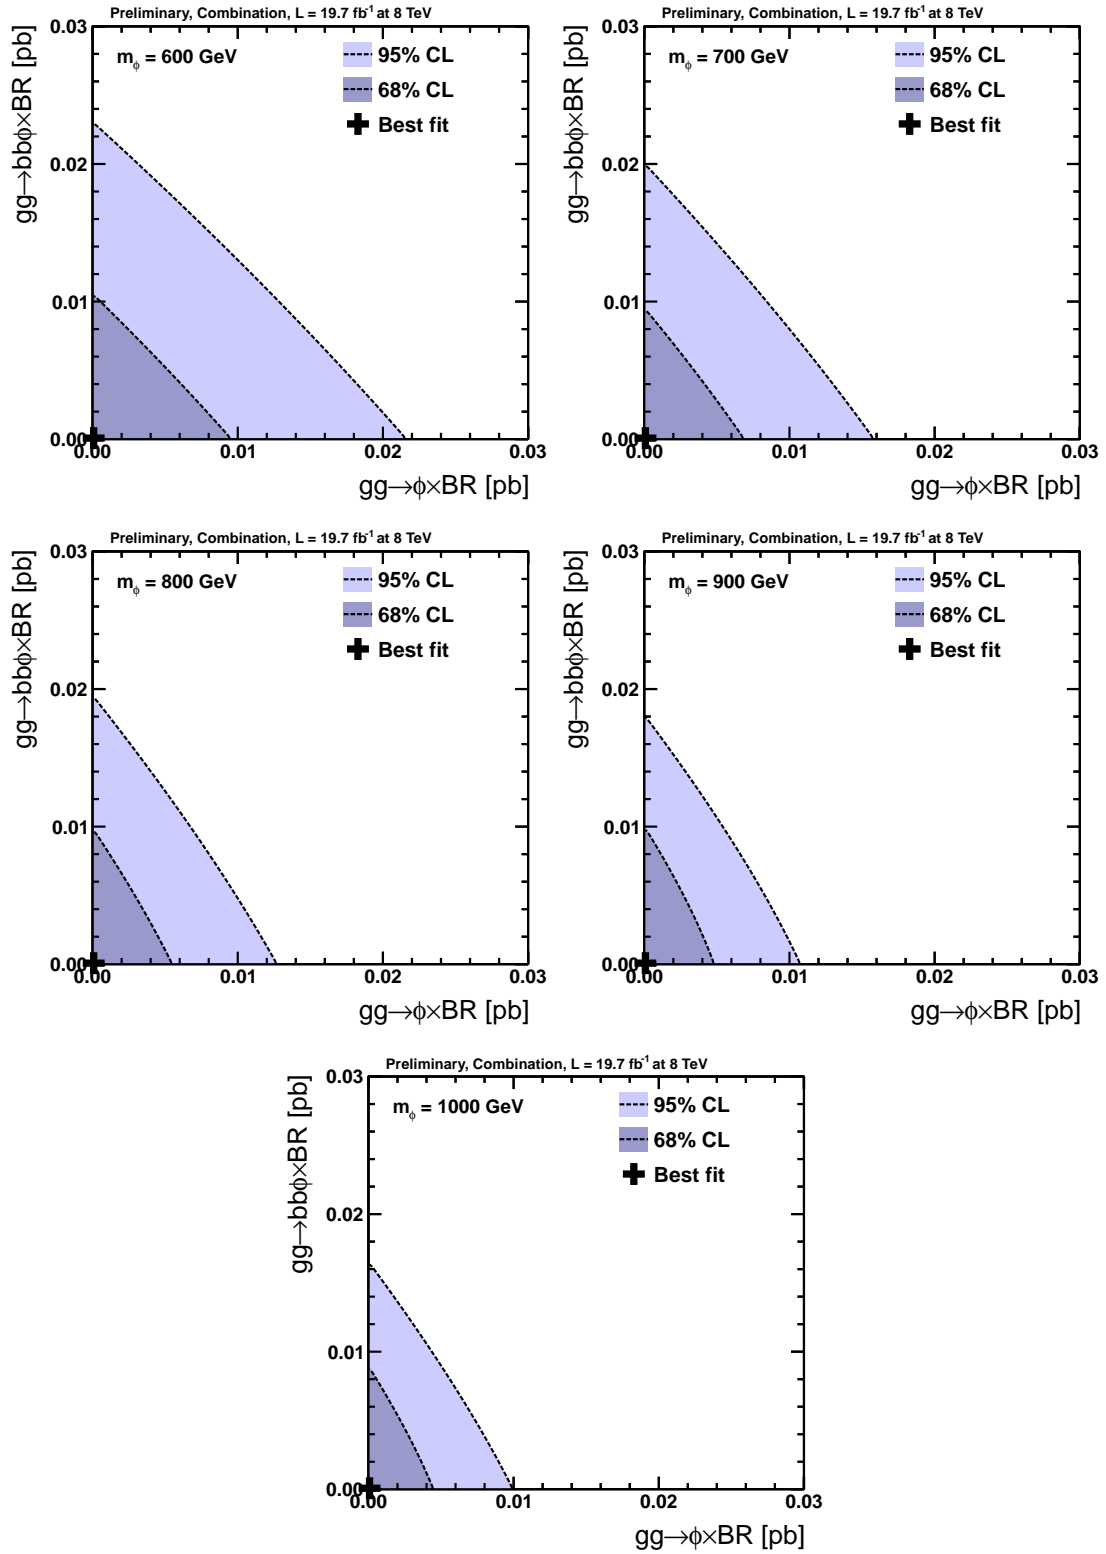 Preliminary, Combination, L = 19.7 fb⁻¹ at 8 TeV
gg→bbϕ×BR [pb]
0.03
0.02
0.01
0.00
m_ϕ = 600 GeV
95% CL
68% CL
Best fit
0.00 0.01 0.02 0.03
gg→ϕ×BR [pb]
Preliminary, Combination, L = 19.7 fb⁻¹ at 8 TeV
gg→bbϕ×BR [pb]
0.03
0.02
0.01
0.00
m_ϕ = 700 GeV
95% CL
68% CL
Best fit
0.00 0.01 0.02 0.03
gg→ϕ×BR [pb]
Preliminary, Combination, L = 19.7 fb⁻¹ at 8 TeV
gg→bbϕ×BR [pb]
0.03
0.02
0.01
0.00
m_ϕ = 800 GeV
95% CL
68% CL
Best fit
0.00 0.01 0.02 0.03
gg→ϕ×BR [pb]
Preliminary, Combination, L = 19.7 fb⁻¹ at 8 TeV
gg→bbϕ×BR [pb]
0.03
0.02
0.01
0.00
m_ϕ = 900 GeV
95% CL
68% CL
Best fit
0.00 0.01 0.02 0.03
gg→ϕ×BR [pb]
Preliminary, Combination, L = 19.7 fb⁻¹ at 8 TeV
gg→bbϕ×BR [pb]
0.03
0.02
0.01
0.00
m_ϕ = 1000 GeV
95% CL
68% CL
Best fit
0.00 0.01 0.02 0.03
gg→ϕ×BR [pb]